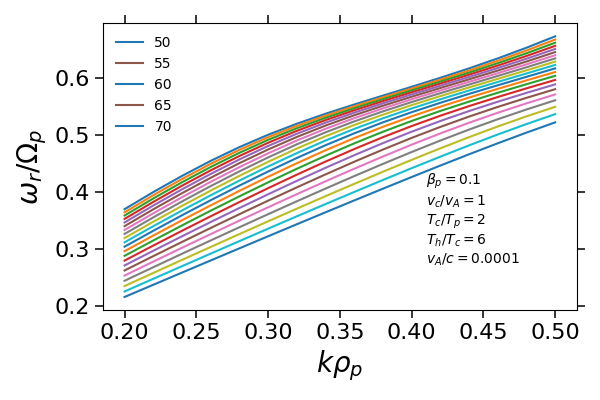 50
55
60
65
70
ω_r/Ω_p
0.6
0.5
0.4
0.3
0.2
β_p = 0.1
v_c/v_A = 1
T_c/T_p = 2
T_h/T_c = 6
v_A/c = 0.0001
0.20 0.25 0.30 0.35 0.40 0.45 0.50
kρ_p